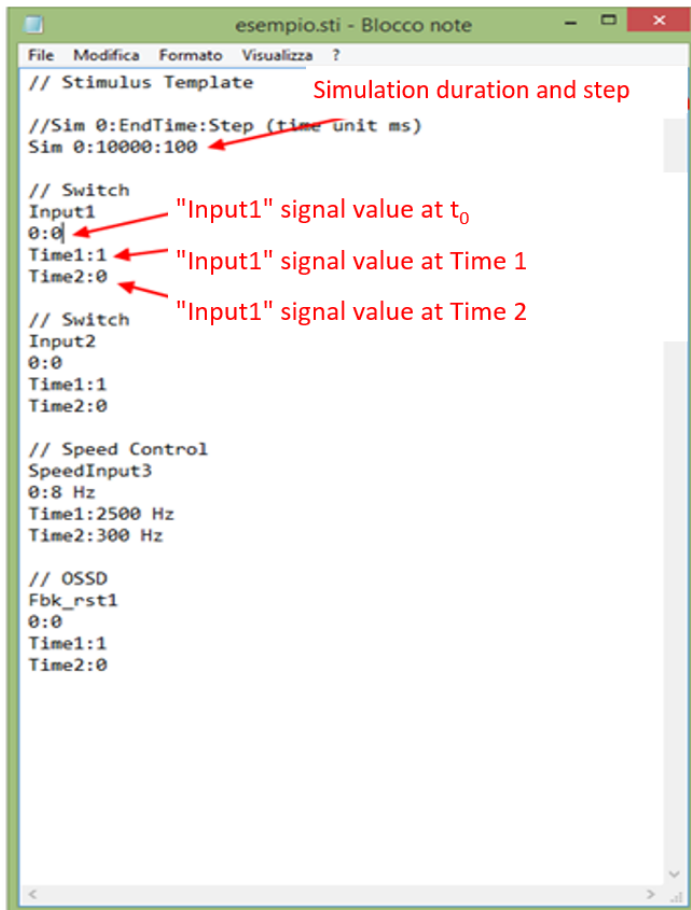 esempio.sti - Blocco note
File Modifica Formato Visualizza ?
// Stimulus Template
Simulation duration and step
//Sim 0:EndTime:Step (time unit ms)
Sim 0:10000:100
// Switch
Input1
"Input1" signal value at t0
0:0
Time1:1
"Input1" signal value at Time 1
Time2:0
"Input1" signal value at Time 2
// Switch
Input2
0:0
Time1:1
Time2:0
// Speed Control
SpeedInput3
0:8 Hz
Time1:2500 Hz
Time2:300 Hz
// OSSD
Fbk_rst1
0:0
Time1:1
Time2:0